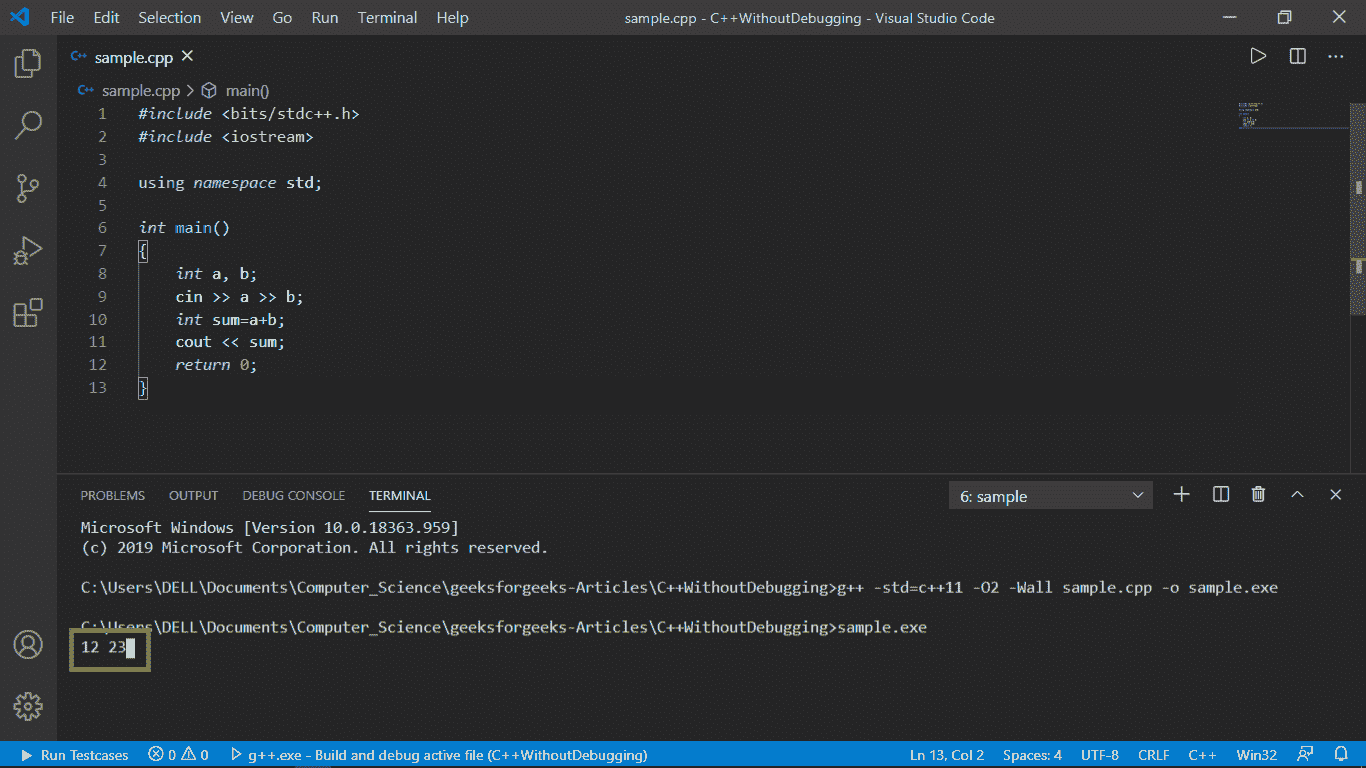 File Edit Selection View Go Run Terminal Help sample.cpp - C++WithoutDebugging - Visual Studio Code
C++ sample.cpp
C++ sample.cpp > main()
1 #include <bits/stdc++.h>
2 #include <iostream>
3
4 using namespace std;
5
6 int main()
7 {
8 int a, b;
9 cin >> a >> b;
10 int sum=a+b;
11 cout << sum;
12 return 0;
13 }
PROBLEMS OUTPUT DEBUG CONSOLE TERMINAL 6: sample
Microsoft Windows [Version 10.0.18363.959]
(c) 2019 Microsoft Corporation. All rights reserved.
C:\Users\DELL\Documents\Computer_Science\geeksforgeeks-Articles\C++WithoutDebugging>g++ -std=c++11 -O2 -Wall sample.cpp -o sample.exe
C:\Users\DELL\Documents\Computer_Science\geeksforgeeks-Articles\C++WithoutDebugging>sample.exe
12 23
Run Testcases 0 0 g++.exe - Build and debug active file (C++WithoutDebugging) Ln 13, Col 2 Spaces: 4 UTF-8 CRLF C++ Win32